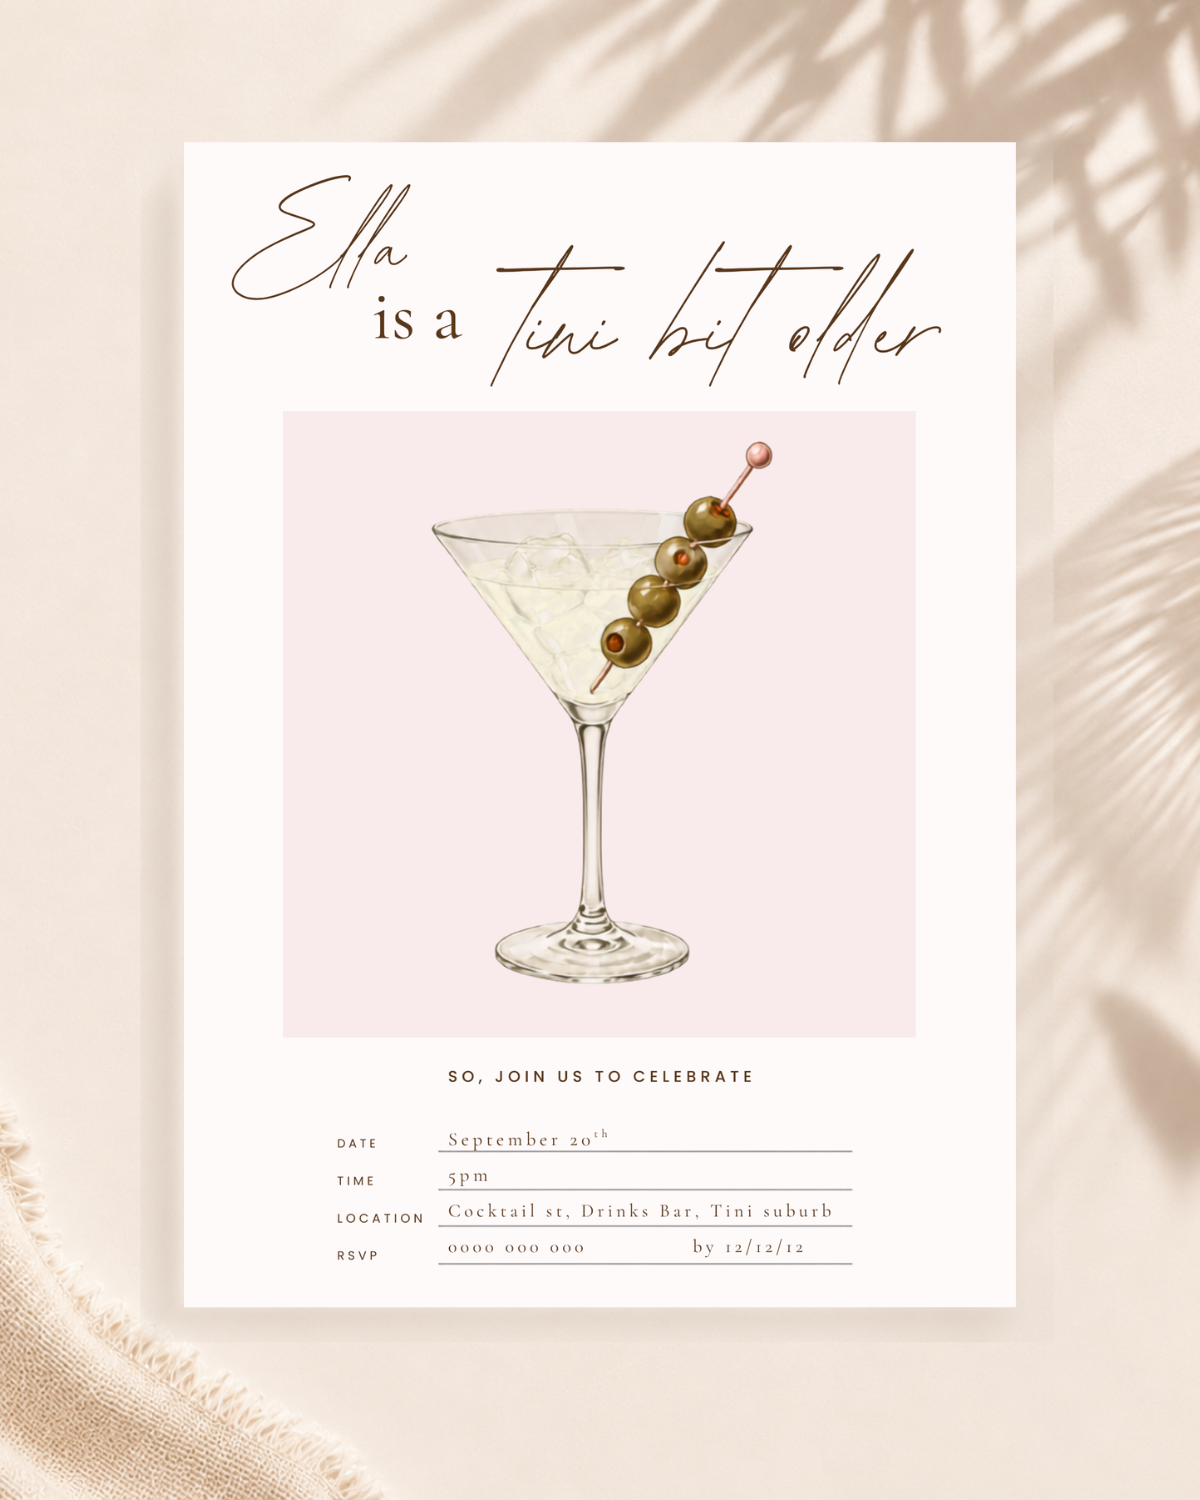 Ella
is a tini bit older
SO, JOIN US TO CELEBRATE
DATE September 20th
TIME 5pm
LOCATION Cocktail st, Drinks Bar, Tini suburb
RSVP 0000 000 000 by 12/12/12